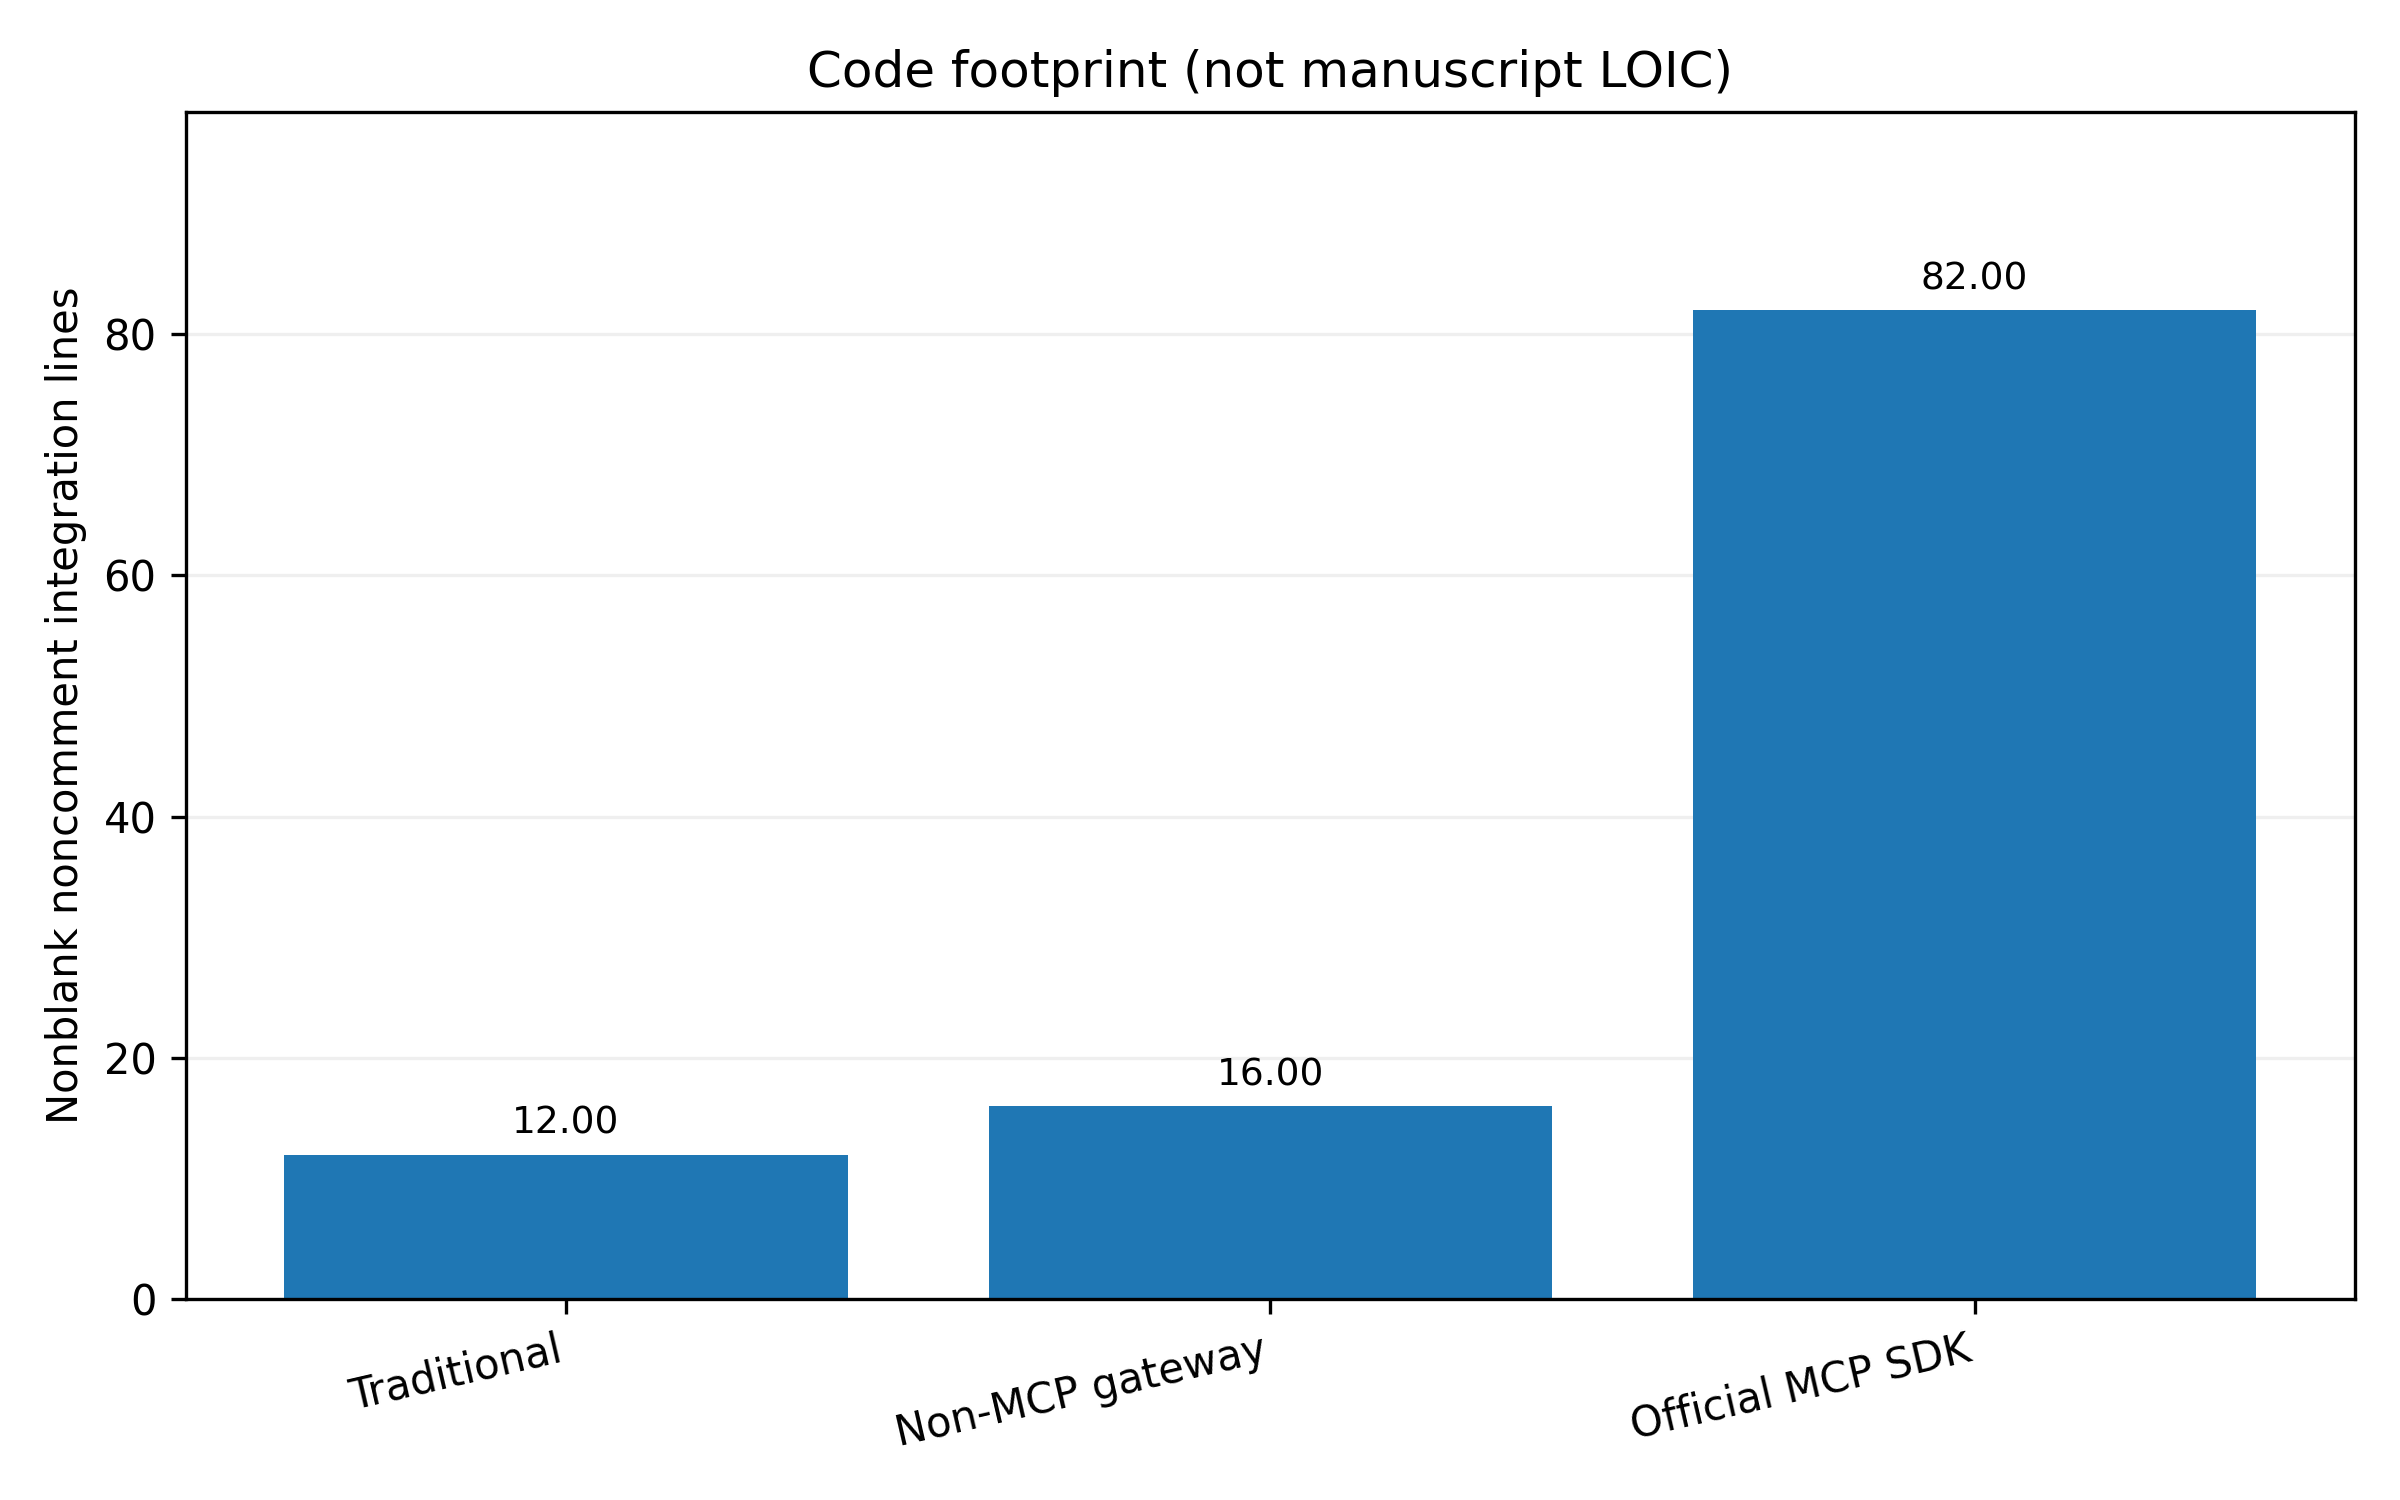 Code footprint (not manuscript LOIC)
Nonblank noncomment integration lines
80
60
40
20
0
82.00
16.00
12.00
Traditional
Non-MCP gateway
Official MCP SDK